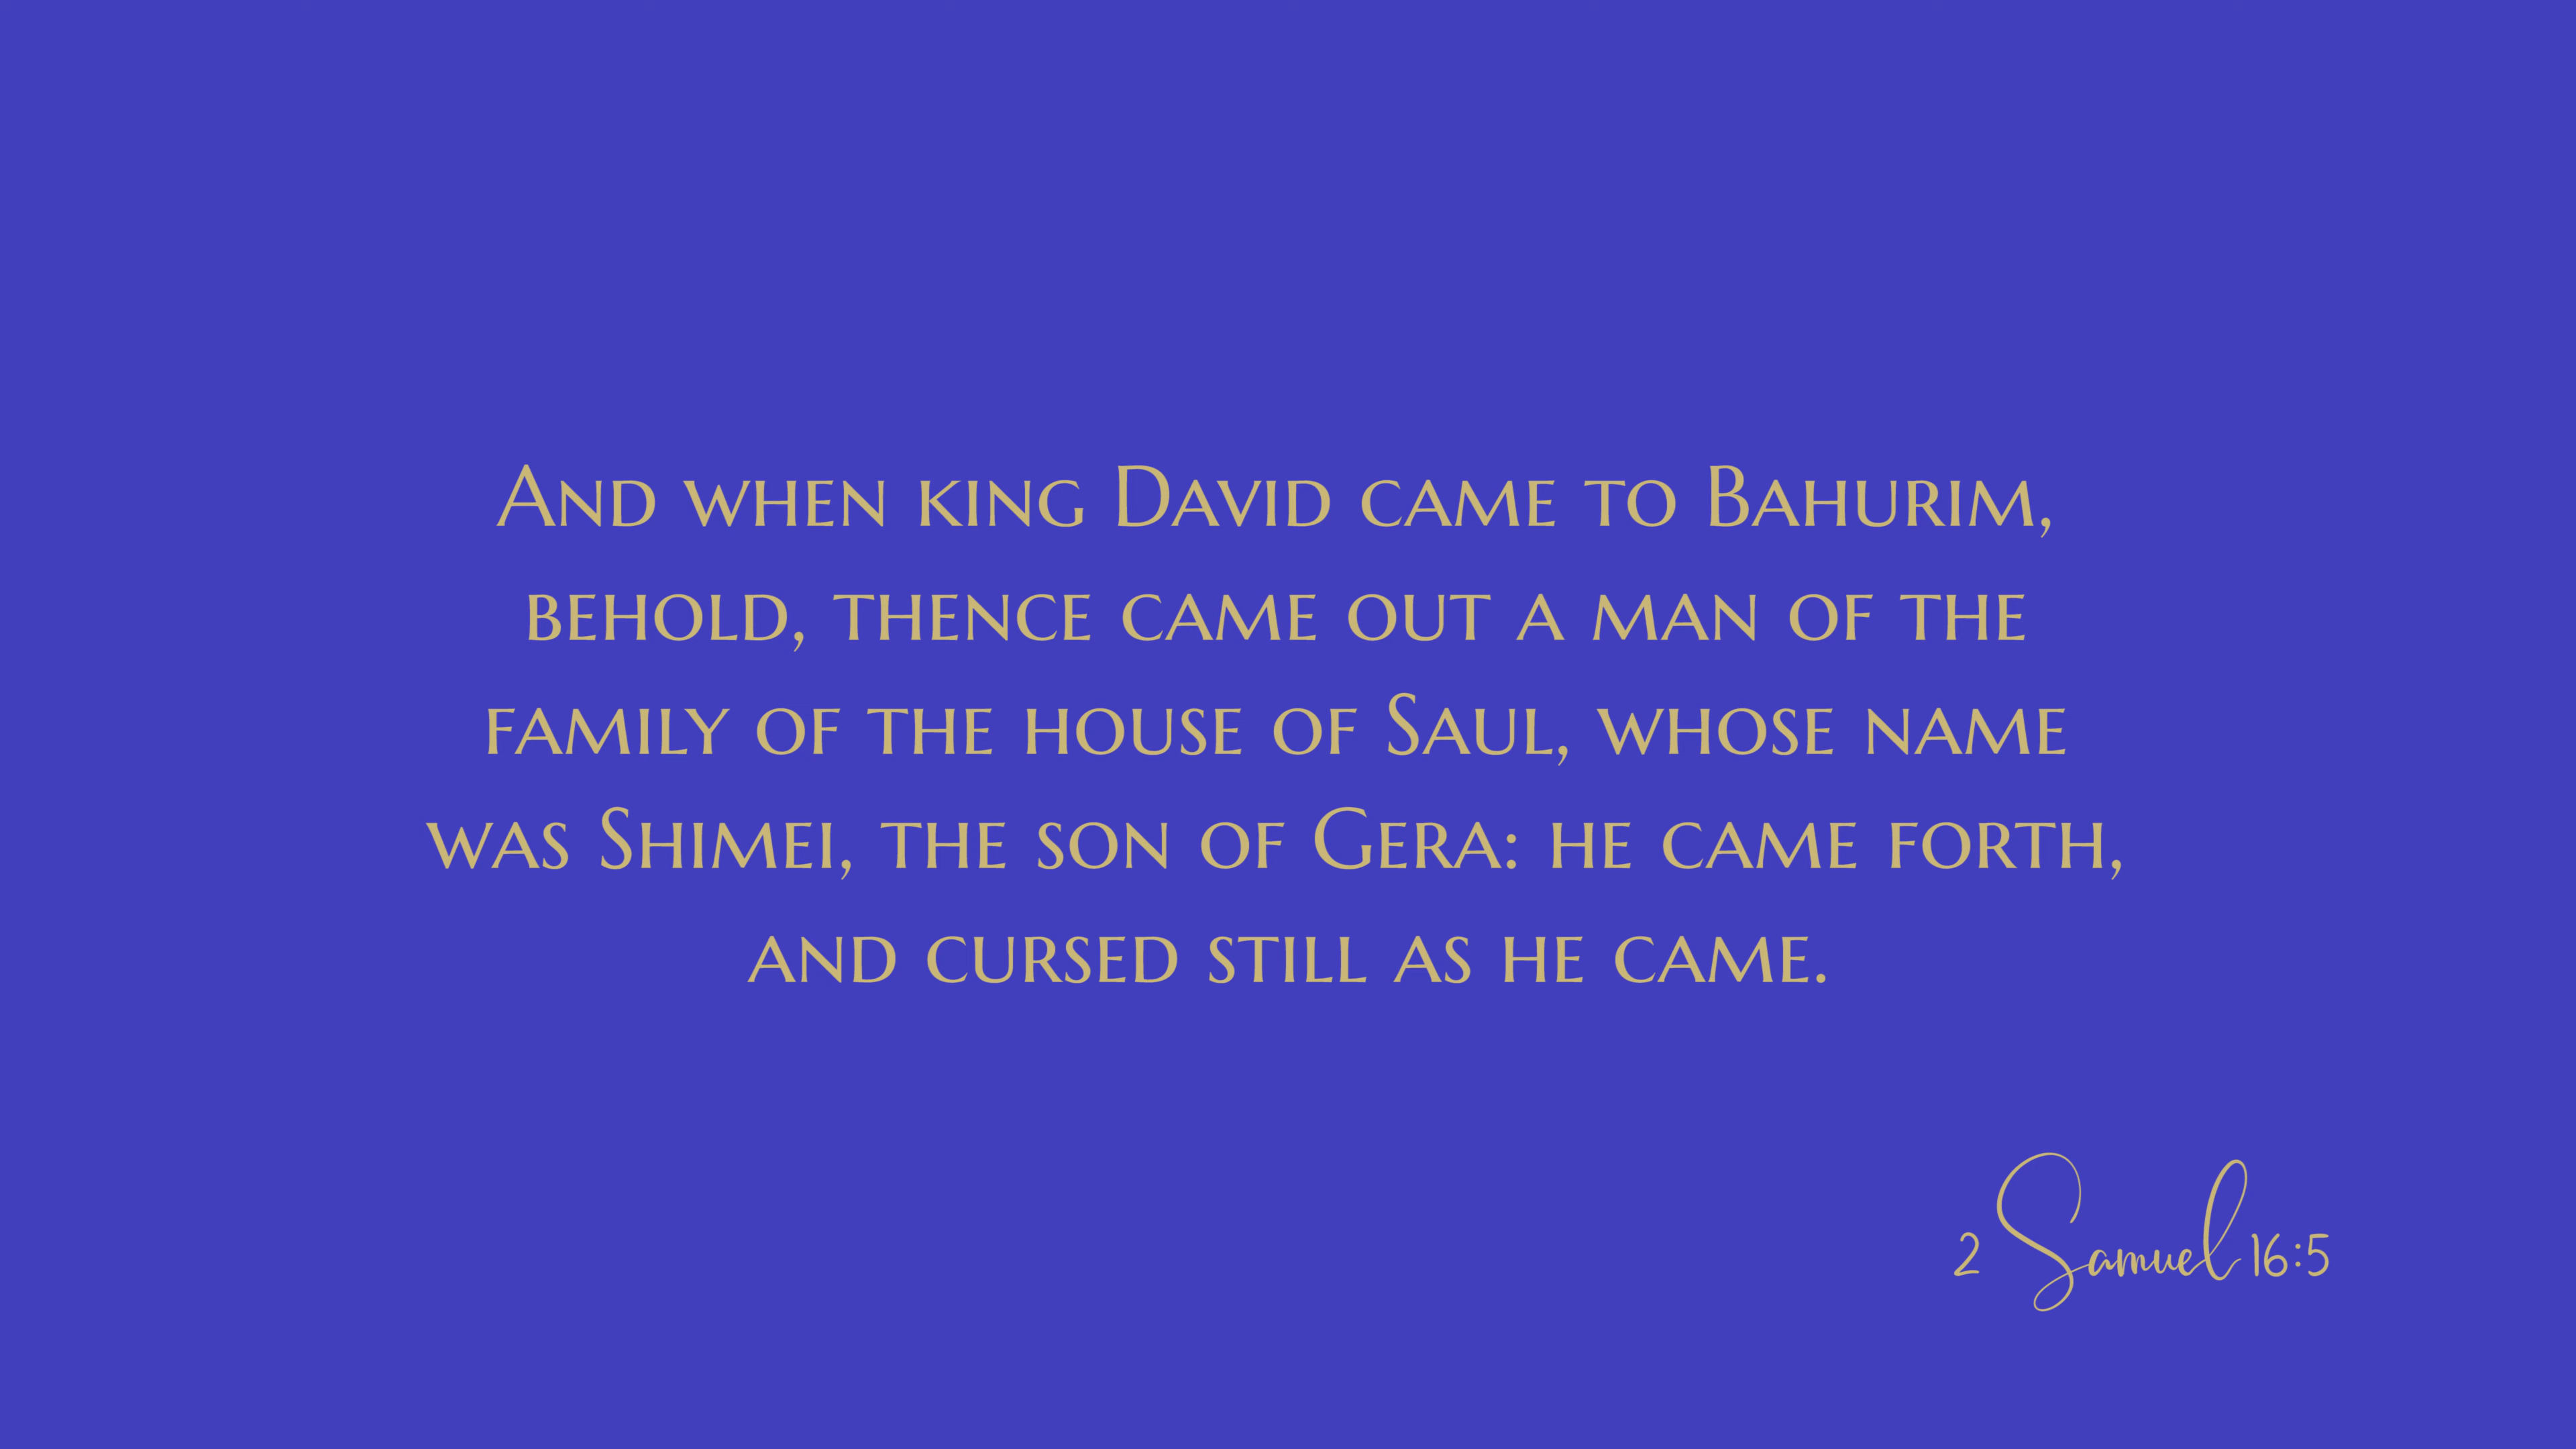 And when king David came to Bahurim,
behold, thence came out a man of the
family of the house of Saul, whose name
was Shimei, the son of Gera: he came forth,
and cursed still as he came.
2 Samuel 16:5